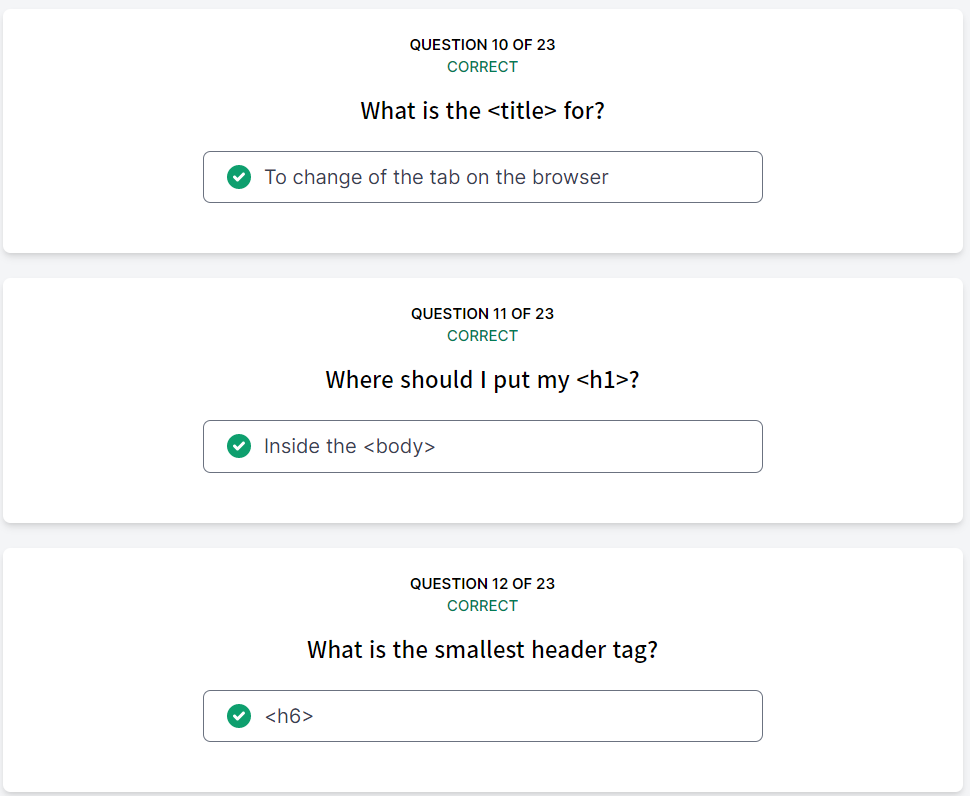 QUESTION 10 OF 23
CORRECT
What is the <title> for?
To change of the tab on the browser
QUESTION 11 OF 23
CORRECT
Where should I put my <h1>?
Inside the <body>
QUESTION 12 OF 23
CORRECT
What is the smallest header tag?
<h6>